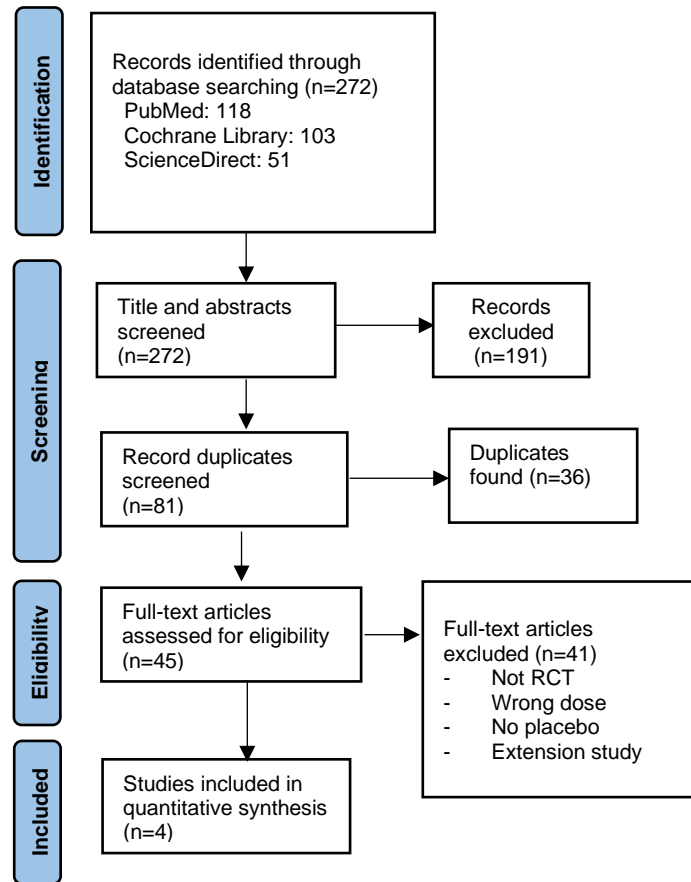 Identification
Records identified through
database searching (n=272)
PubMed: 118
Cochrane Library: 103
ScienceDirect: 51
Screening
Title and abstracts
screened
(n=272)
Records
excluded
(n=191)
Record duplicates
screened
(n=81)
Duplicates
found (n=36)
Eligibility
Full-text articles
assessed for eligibility
(n=45)
Full-text articles
excluded (n=41)
- Not RCT
- Wrong dose
- No placebo
- Extension study
Included
Studies included in
quantitative synthesis
(n=4)